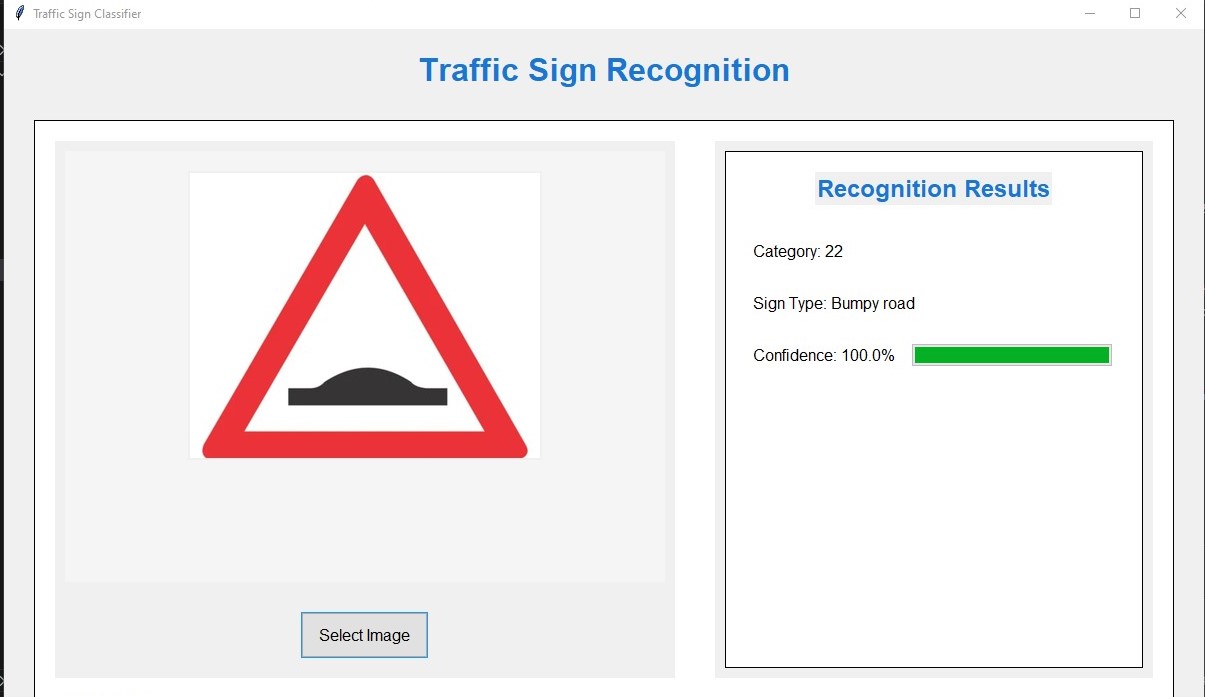 Traffic Sign Classifier
Traffic Sign Recognition
Recognition Results
Category: 22
Sign Type: Bumpy road
Confidence: 100.0%
Select Image